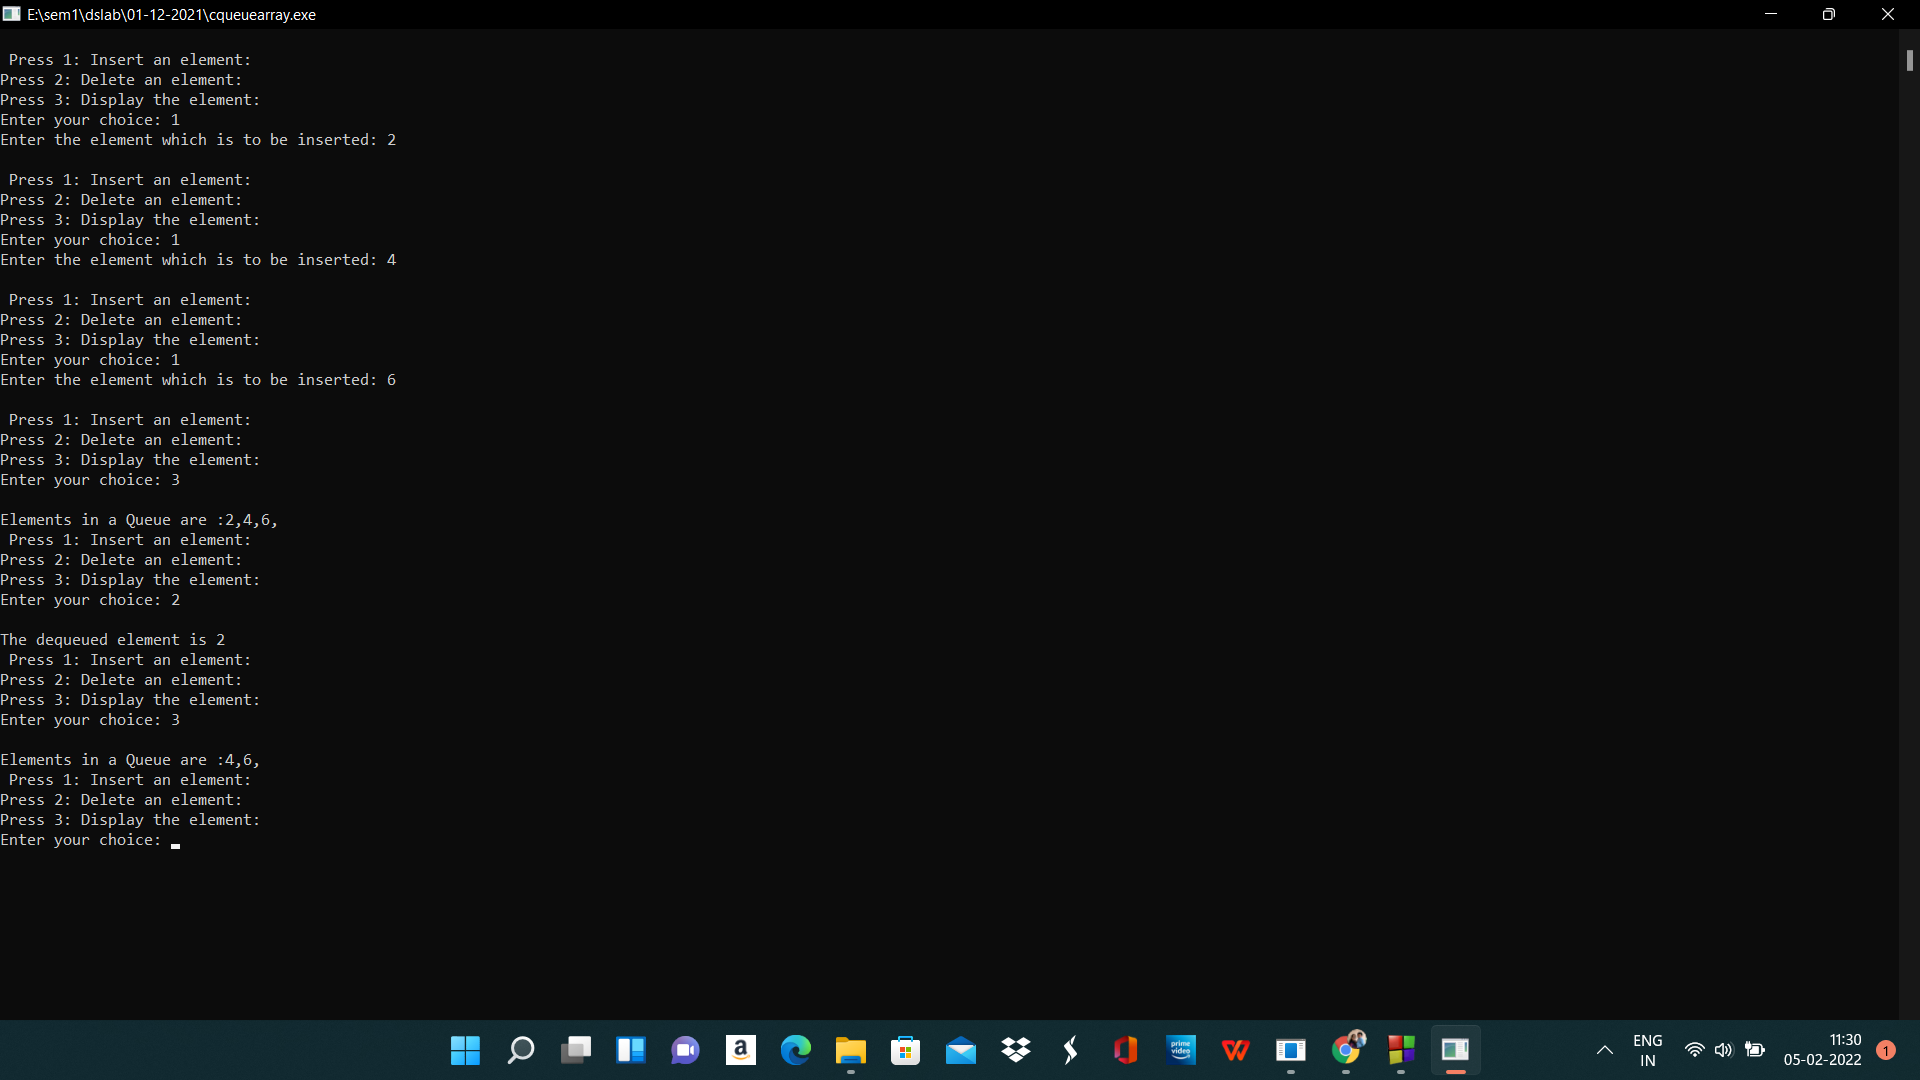 E:\sem1\dslab\01-12-2021\cqueuearray.exe
Press 1: Insert an element:
Press 2: Delete an element:
Press 3: Display the element:
Enter your choice: 1
Enter the element which is to be inserted: 2
Press 1: Insert an element:
Press 2: Delete an element:
Press 3: Display the element:
Enter your choice: 1
Enter the element which is to be inserted: 4
Press 1: Insert an element:
Press 2: Delete an element:
Press 3: Display the element:
Enter your choice: 1
Enter the element which is to be inserted: 6
Press 1: Insert an element:
Press 2: Delete an element:
Press 3: Display the element:
Enter your choice: 3
Elements in a Queue are :2,4,6,
Press 1: Insert an element:
Press 2: Delete an element:
Press 3: Display the element:
Enter your choice: 2
The dequeued element is 2
Press 1: Insert an element:
Press 2: Delete an element:
Press 3: Display the element:
Enter your choice: 3
Elements in a Queue are :4,6,
Press 1: Insert an element:
Press 2: Delete an element:
Press 3: Display the element:
Enter your choice:
a
prime
video
W
ENG
IN
11:30
05-02-2022
1